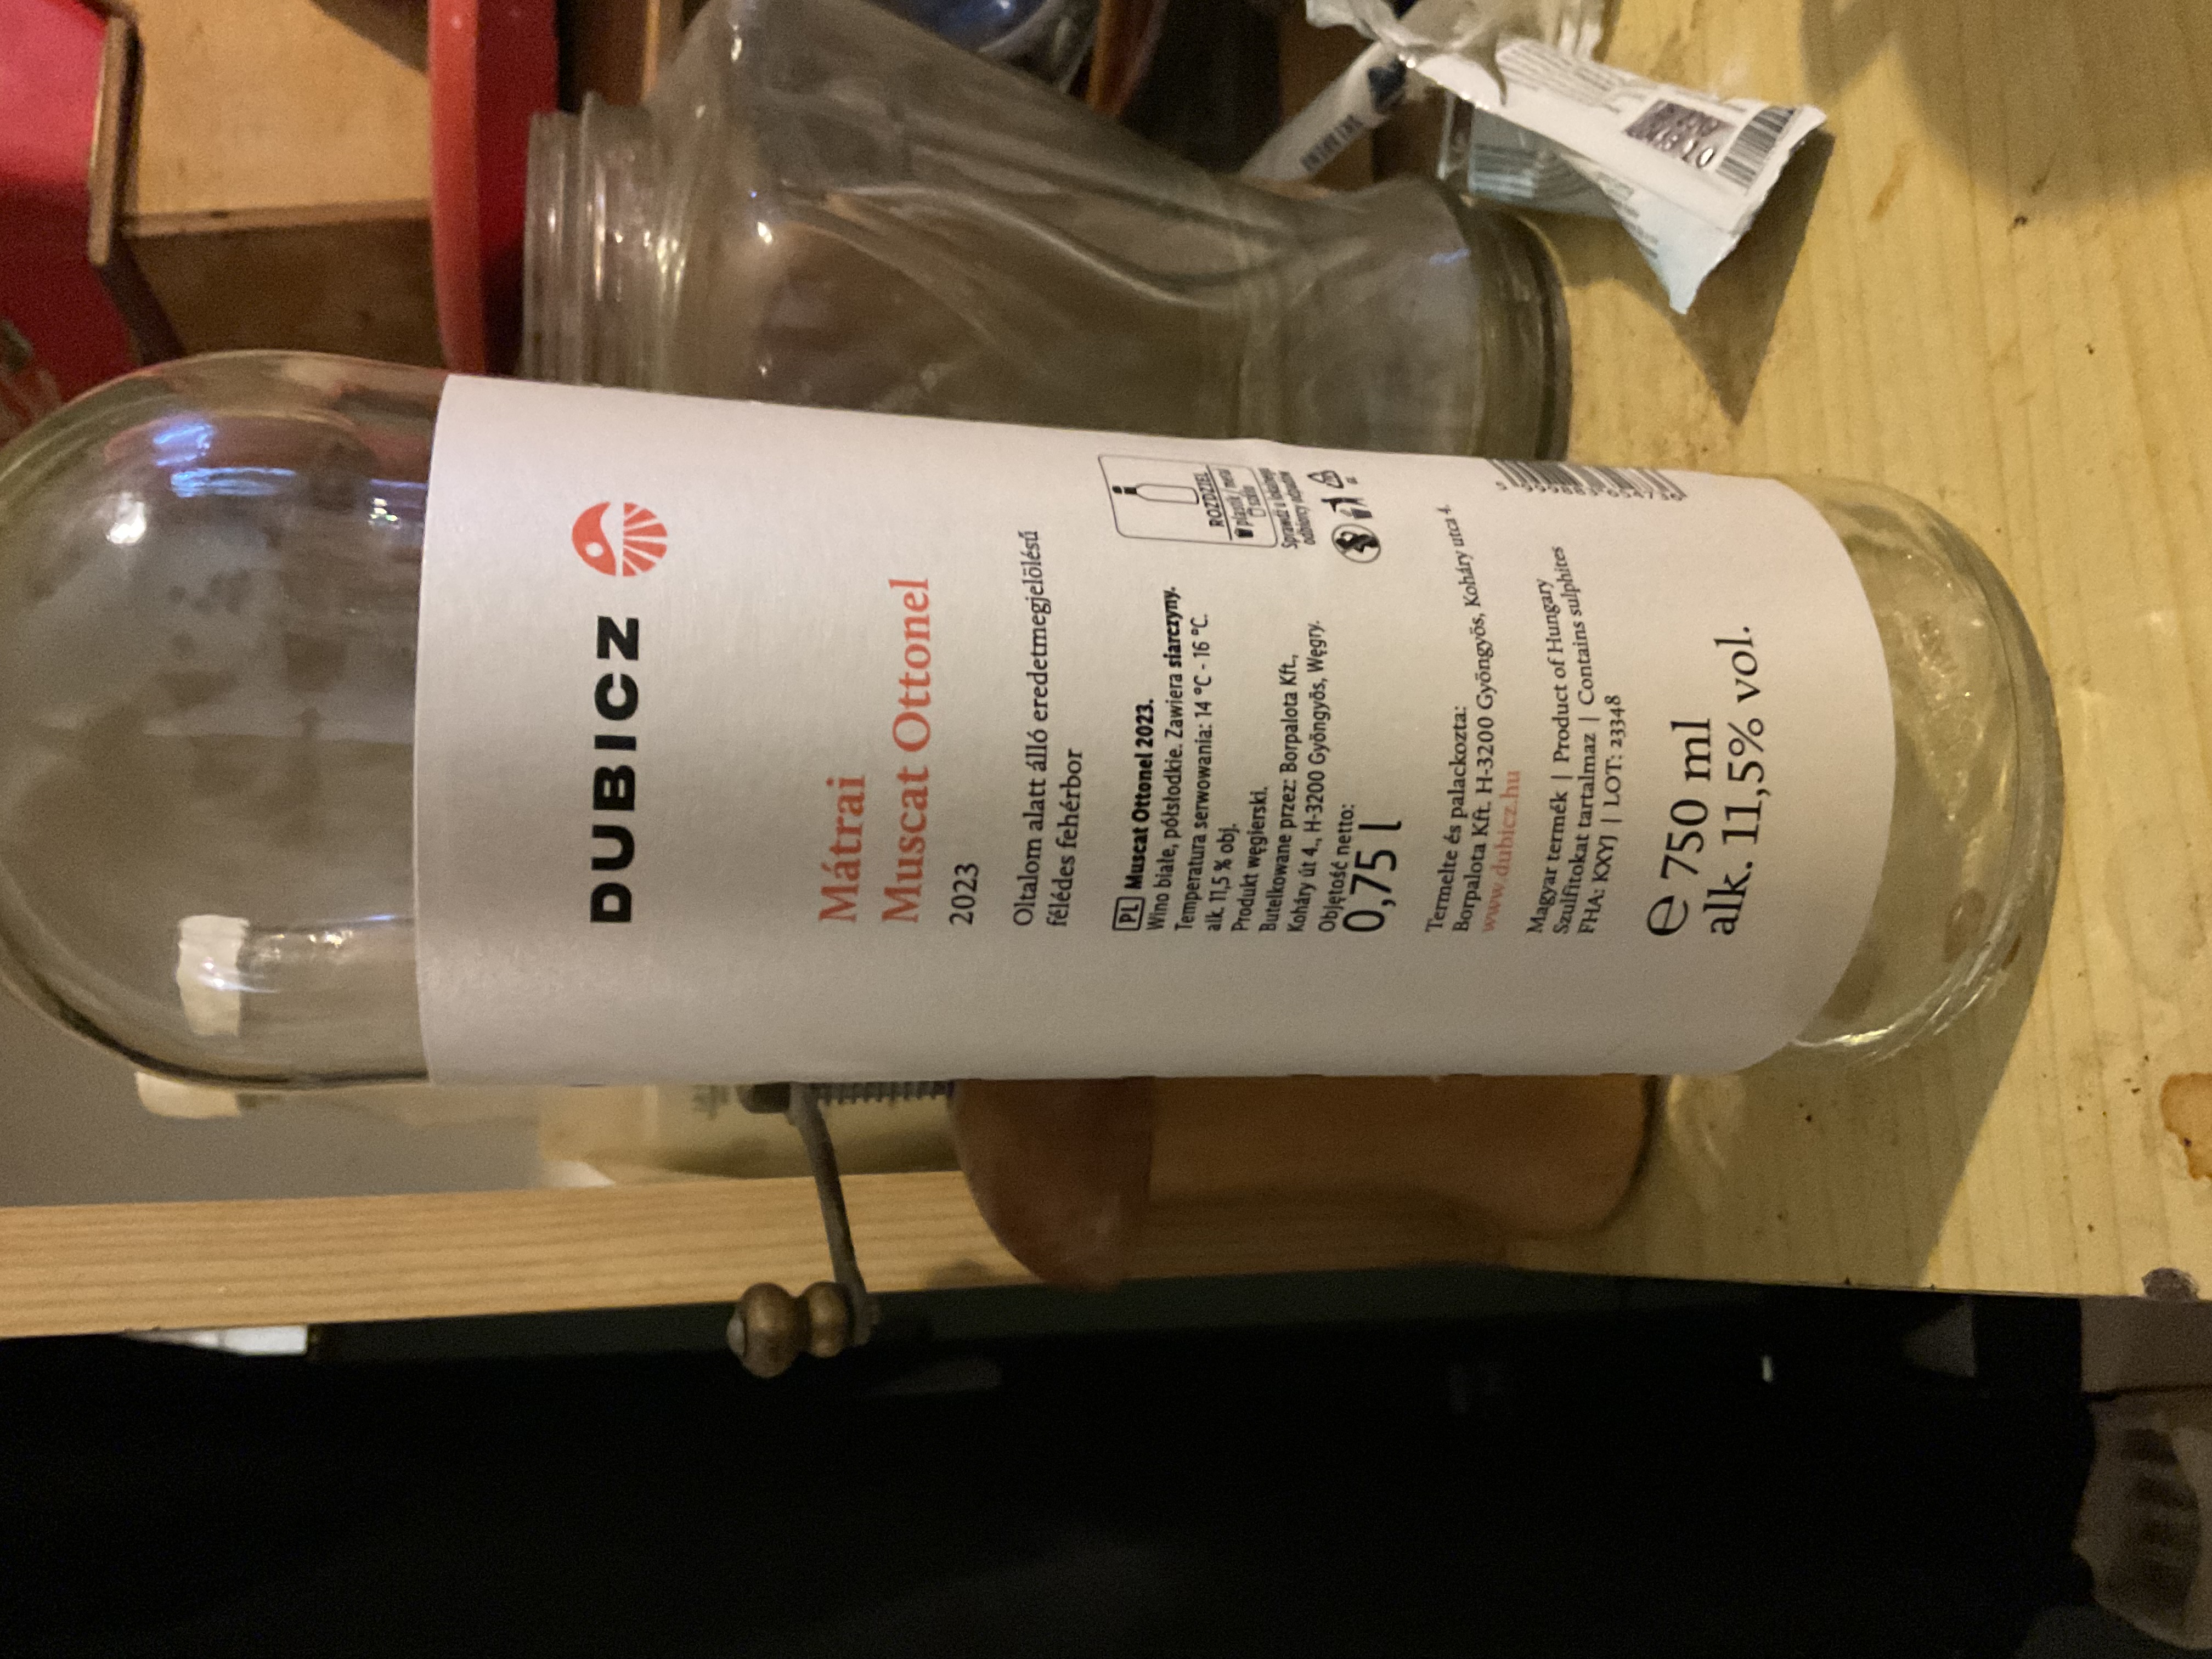 DUBICZ
Mátrai
Muscat Ottonel
2023
Oltalom alatt álló eredetmegjelölésű
félédes fehérbor
PL Muscat Ottonel 2023.
Wino białe, półsłodkie. Zawiera siarczyny.
Temperatura serwowania: 14 °C - 16 °C.
alk. 11,5 % obj.
Produkt węgierski.
Butelkowane przez: Borpalota Kft.,
Koháry út 4., H-3200 Gyöngyös, Węgry.
Objętość netto:
0,75 l
ROZDZIEL
Termelte és palackozta:
Borpalota Kft. H-3200 Gyöngyös, Koháry utca 4.
www.dubicz.hu
Magyar termék | Product of Hungary
Szulfitokat tartalmaz | Contains sulphites
FHA: KXYJ | LOT: 23348
℮ 750 ml
alk. 11,5% vol.